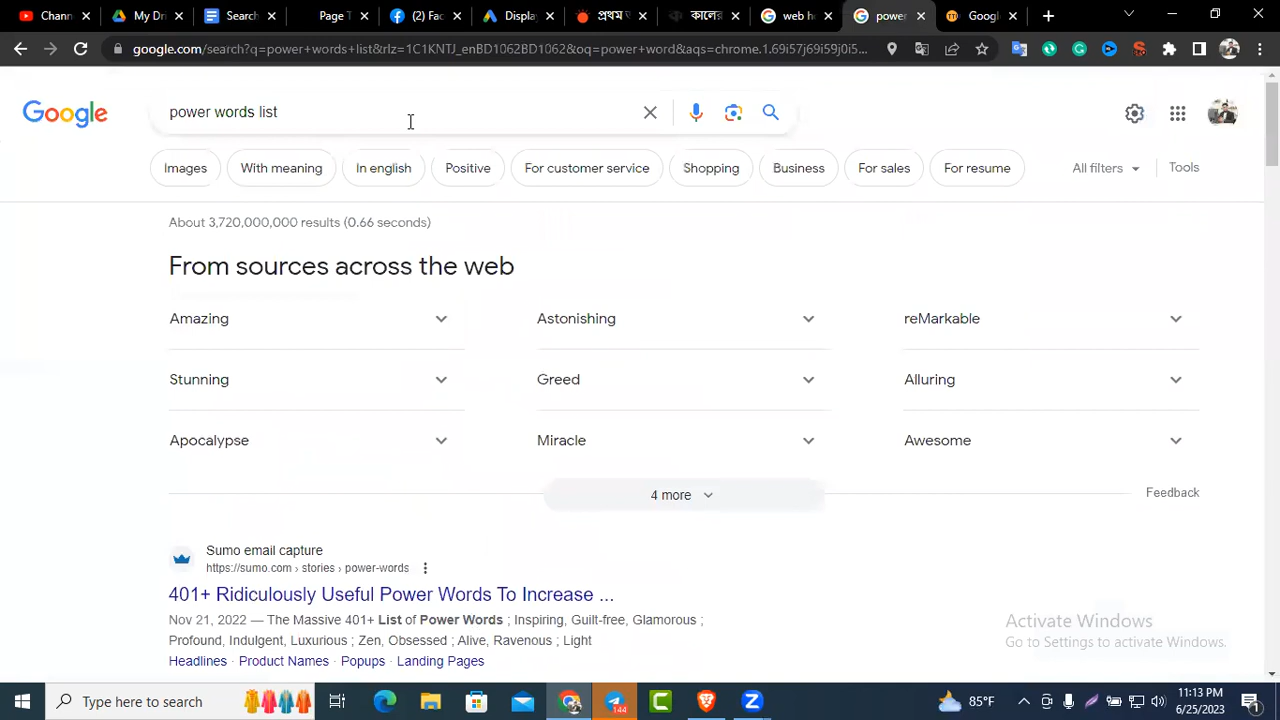 Chann
My Dri
Search
Page T
(2) Fac
Display
প্রথম
কালের
web h
power
Google
google.com/search?q=power+words+list&rlz=1C1KNTJ_enBD1062BD1062&oq=power+word&aqs=chrome.1.69i57j69i59j0i5...
Google
power words list
Images
With meaning
In english
Positive
For customer service
Shopping
Business
For sales
For resume
All filters
Tools
About 3,720,000,000 results (0.66 seconds)
From sources across the web
Amazing
Astonishing
reMarkable
Stunning
Greed
Alluring
Apocalypse
Miracle
Awesome
4 more
Feedback
Sumo email capture
https://sumo.com › stories › power-words
401+ Ridiculously Useful Power Words To Increase ...
Nov 21, 2022 — The Massive 401+ List of Power Words ; Inspiring, Guilt-free, Glamorous ;
Profound, Indulgent, Luxurious ; Zen, Obsessed ; Alive, Ravenous ; Light
Headlines · Product Names · Popups · Landing Pages
Activate Windows
Go to Settings to activate Windows.
Type here to search
144
85°F
11:13 PM
6/25/2023
1